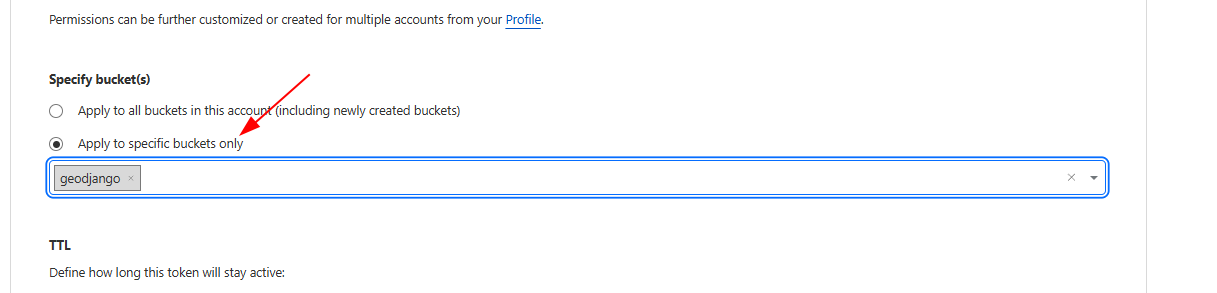 Permissions can be further customized or created for multiple accounts from your Profile.
Specify bucket(s)
Apply to all buckets in this account (including newly created buckets)
Apply to specific buckets only
geodjango ×
TTL
Define how long this token will stay active: